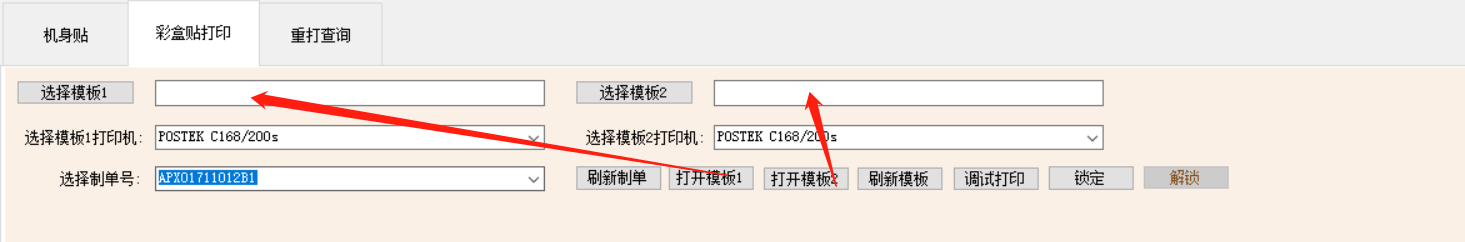 机身贴 彩盒贴打印 重打查询
选择模板1 选择模板2
选择模板1打印机: POSTEK C168/200s 选择模板2打印机: POSTEK C168/200s
选择制单号: APX01711012B1 刷新制单 打开模板1 打开模板2 刷新模板 调试打印 锁定 解锁